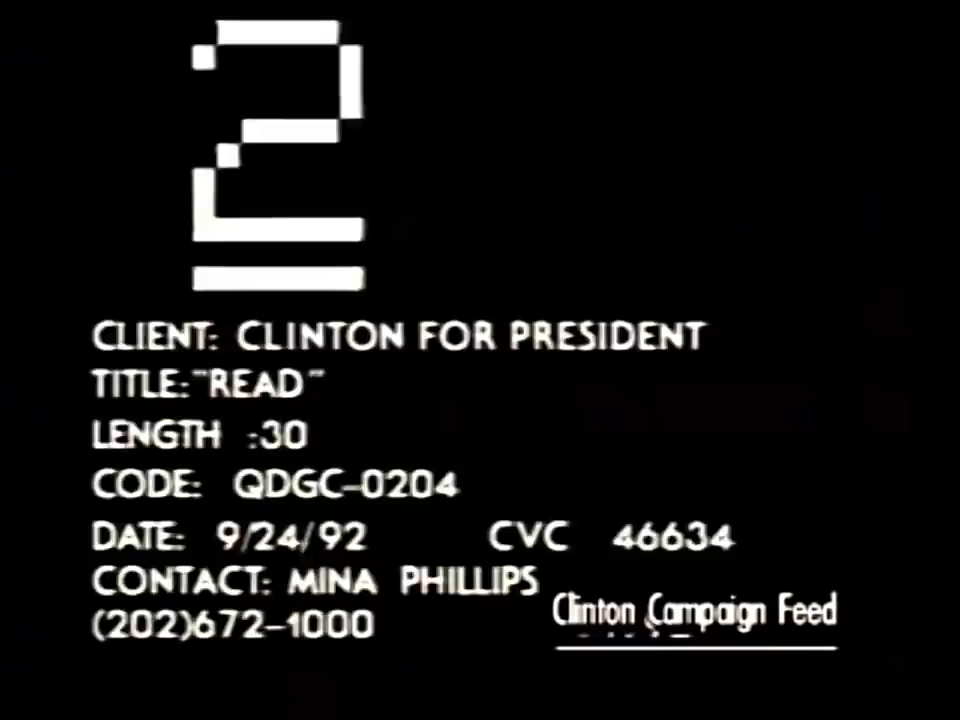 2
CLIENT: CLINTON FOR PRESIDENT
TITLE:"READ"
LENGTH :30
CODE: QDGC-0204
DATE: 9/24/92 CVC 46634
CONTACT: MINA PHILLIPS
(202)672-1000
Clinton Campaign Feed